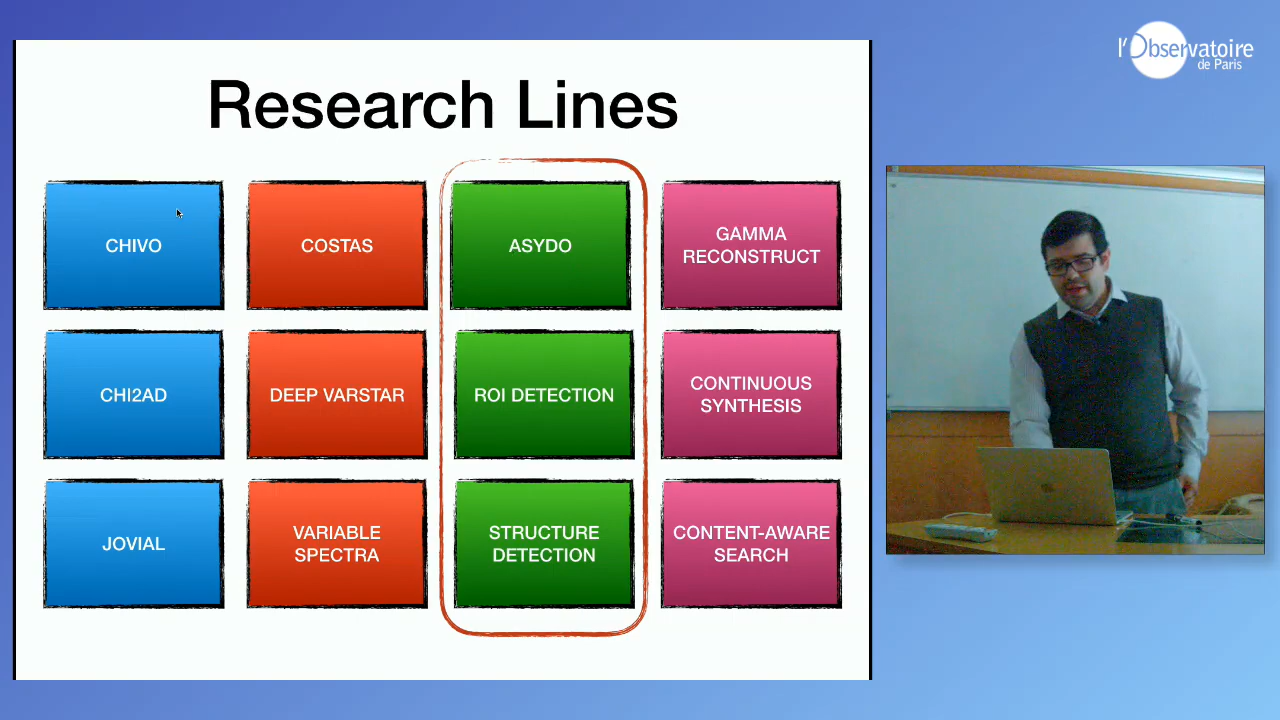 l'Observatoire
de Paris
Research Lines
CHIVO
COSTAS
ASYDO
GAMMA
RECONSTRUCT
CHI2AD
DEEP VARSTAR
ROI DETECTION
CONTINUOUS
SYNTHESIS
JOVIAL
VARIABLE
SPECTRA
STRUCTURE
DETECTION
CONTENT-AWARE
SEARCH